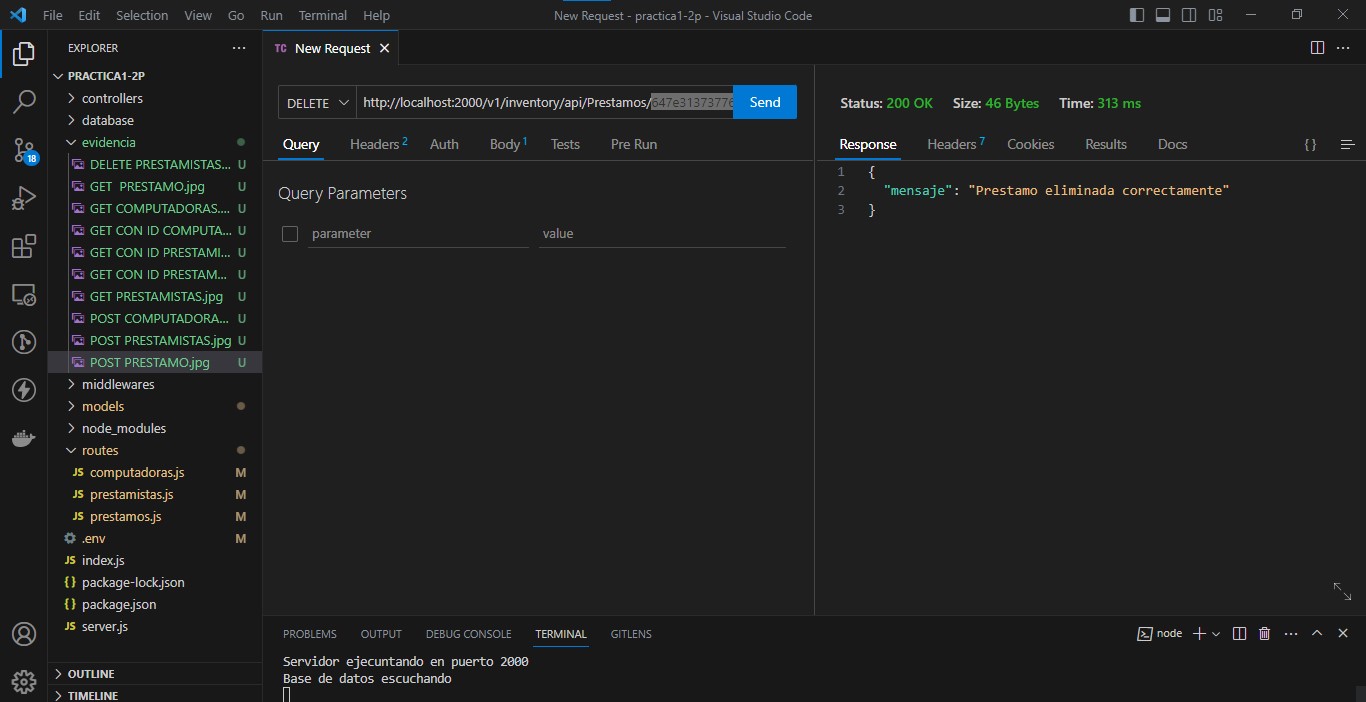 File Edit Selection View Go Run Terminal Help
New Request - practica1-2p - Visual Studio Code
EXPLORER
PRACTICA1-2P
controllers
database
evidencia
DELETE PRESTAMISTAS... U
GET PRESTAMO.jpg U
GET COMPUTADORAS.... U
GET CON ID COMPUTA... U
GET CON ID PRESTAMI... U
GET CON ID PRESTAM... U
GET PRESTAMISTAS.jpg U
POST COMPUTADORA... U
POST PRESTAMISTAS.jpg U
POST PRESTAMO.jpg U
middlewares
models
node_modules
routes
JS computadoras.js M
JS prestamistas.js M
JS prestamos.js M
.env M
JS index.js
{} package-lock.json
{} package.json
JS server.js
OUTLINE
TIMELINE
18
TC New Request
DELETE http://localhost:2000/v1/inventory/api/Prestamos/647e31373776 Send
Query Headers 2 Auth Body 1 Tests Pre Run
Query Parameters
parameter value
Status: 200 OK Size: 46 Bytes Time: 313 ms
Response Headers 7 Cookies Results Docs {}
1 {
2 "mensaje": "Prestamo eliminada correctamente"
3 }
PROBLEMS OUTPUT DEBUG CONSOLE TERMINAL GITLENS
node
Servidor ejecuntando en puerto 2000
Base de datos escuchando